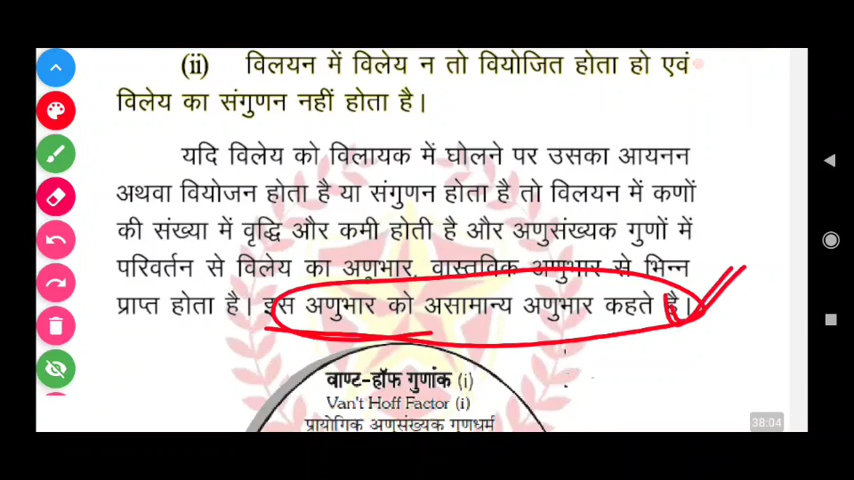 (ii) विलयन में विलेय न तो वियोजित होता हो एवं
विलेय का संगुणन नहीं होता है।
यदि विलेय को विलायक में घोलने पर उसका आयनन
अथवा वियोजन होता है या संगुणन होता है तो विलयन में कणों
की संख्या में वृद्धि और कमी होती है और अणुसंख्यक गुणों में
परिवर्तन से विलेय का अणुभार, वास्तविक अणुभार से भिन्न
प्राप्त होता है। इस अणुभार को असामान्य अणुभार कहते है।
वाण्ट-हॉफ गुणांक (i)
Van't Hoff Factor (i)
प्रायोगिक अणुसंख्यक गुणधर्म
38:04